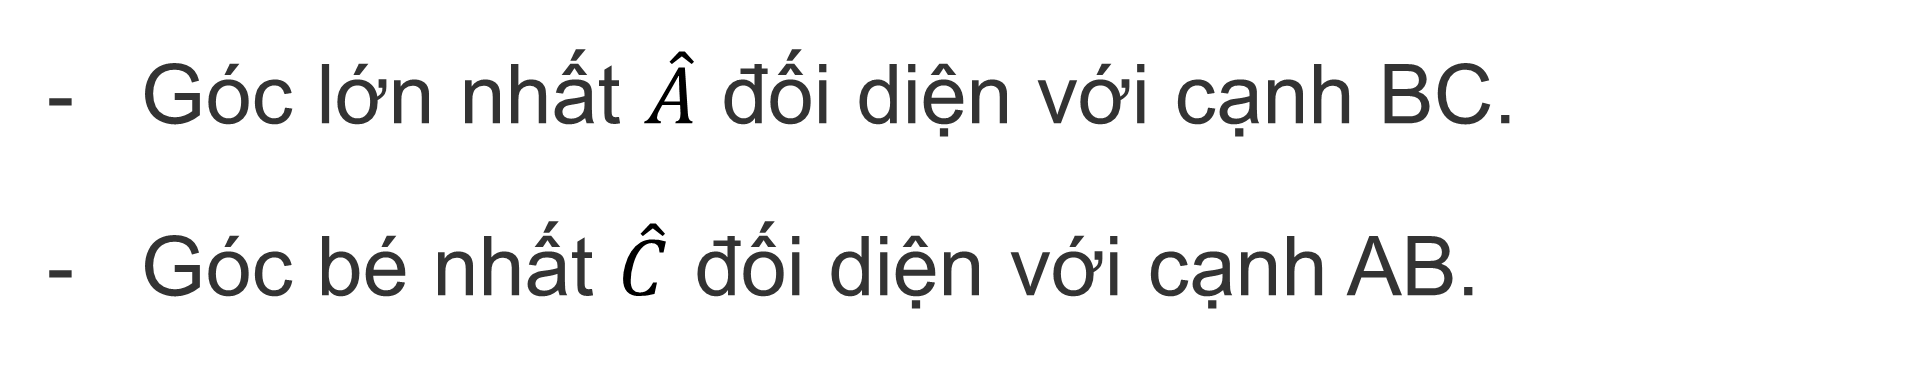 - Góc lớn nhất Â đối diện với cạnh BC.
- Góc bé nhất Ĉ đối diện với cạnh AB.